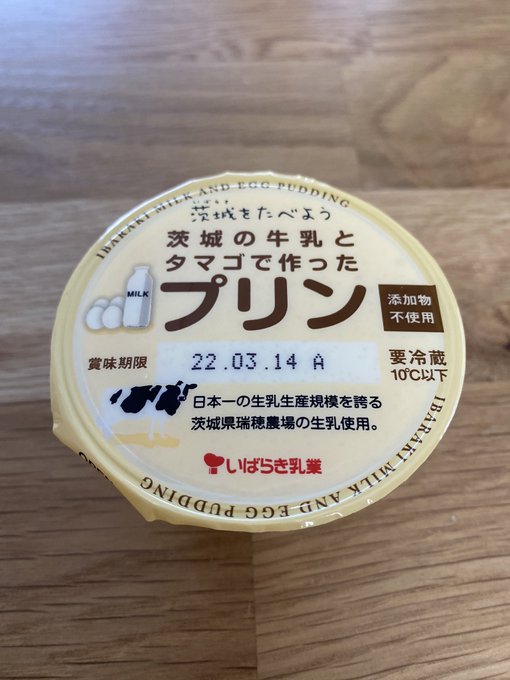 IBARAKI MILK AND EGG PUDDING
いばらき
茨城をたべよう
茨城の牛乳と
タマゴで作った
プリン
MILK
添加物
不使用
賞味期限
22.03.14 A
要冷蔵
10℃以下
日本一の生乳生産規模を誇る
茨城県瑞穂農場の生乳使用。
いばらき乳業
IBARAKI MILK AND EGG PUDDING